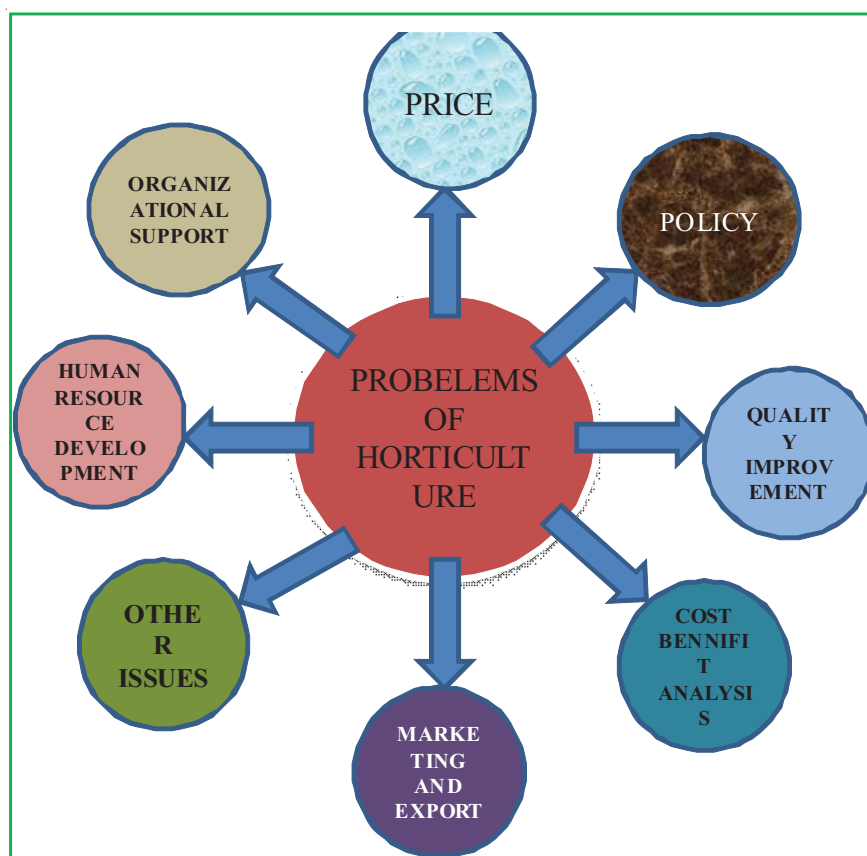 PRICE
POLICY
ORGANIZ
ATIONAL
SUPPORT
PROBELEMS
OF
HORTICULT
URE
HUMAN
RESOUR
CE
DEVELO
PMENT
QUALIT
Y
IMPROV
EMENT
OTHE
R
ISSUES
COST
BENNIFI
T
ANALYSI
S
MARKE
TING
AND
EXPORT